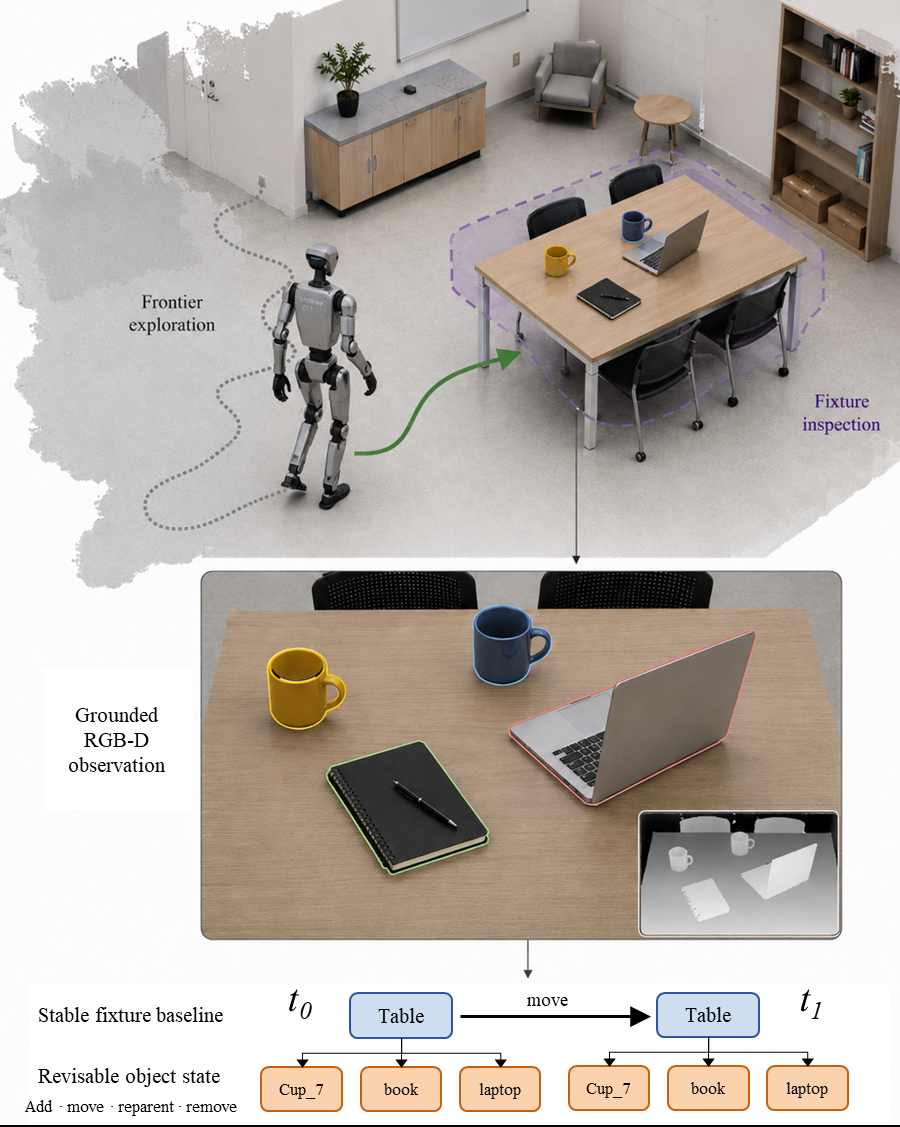 Frontier
exploration
Fixture
inspection
Grounded
RGB-D
observation
Stable fixture baseline
t0
Table
move
Table
t1
Revisable object state
Add · move · reparent · remove
Cup_7
book
laptop
Cup_7
book
laptop